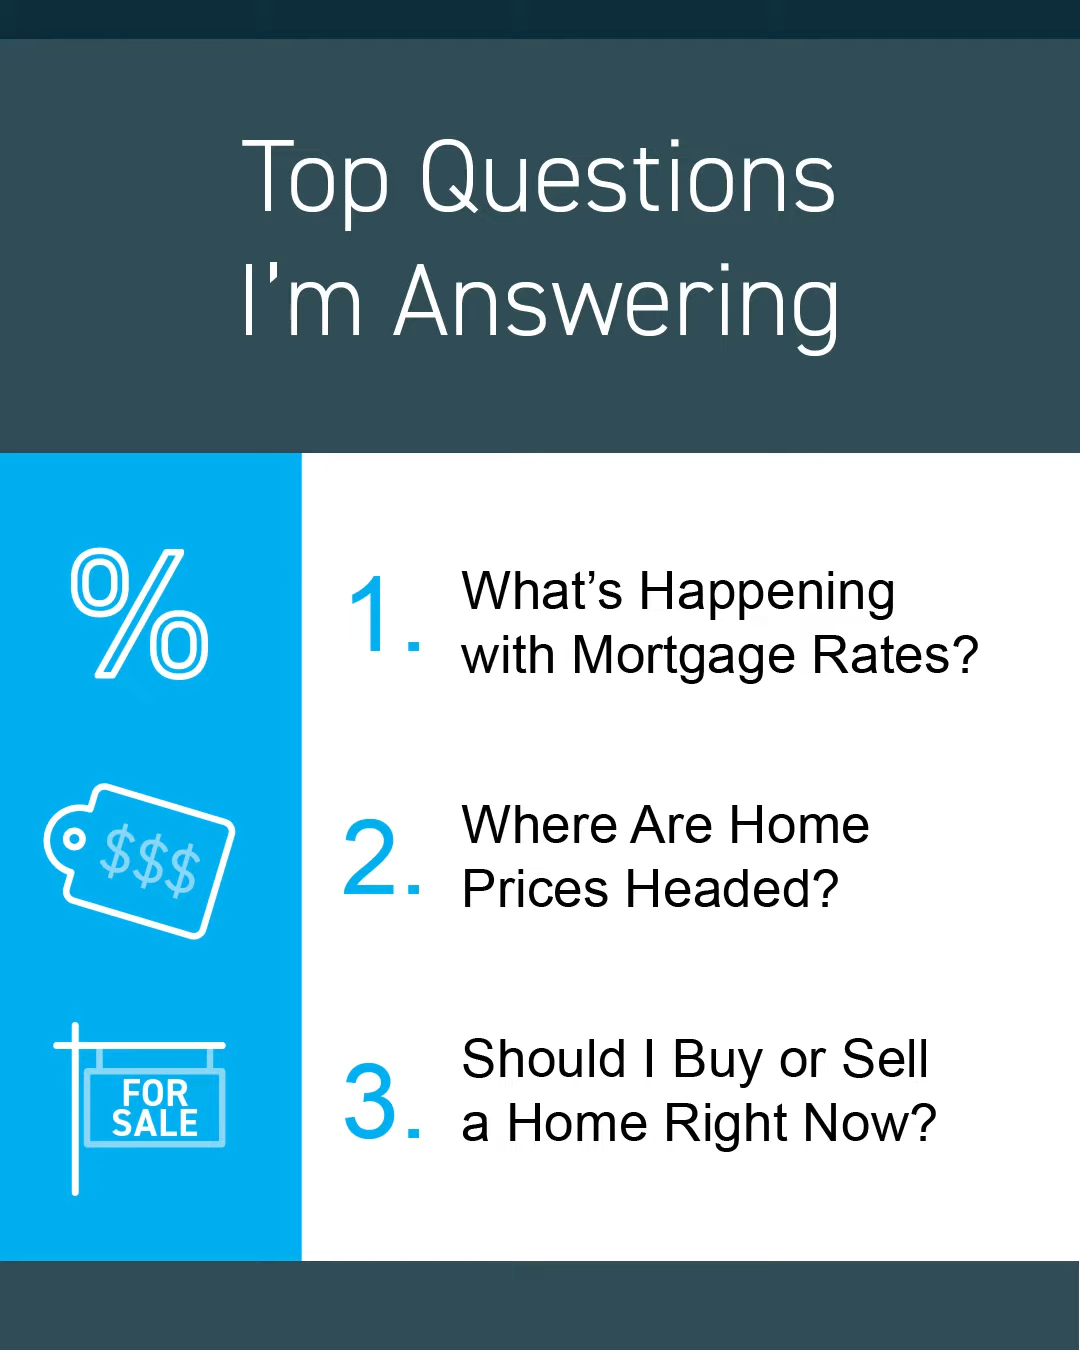 Top Questions
I’m Answering
%
1. What’s Happening
with Mortgage Rates?
$$$
2. Where Are Home
Prices Headed?
FOR
SALE
3. Should I Buy or Sell
a Home Right Now?